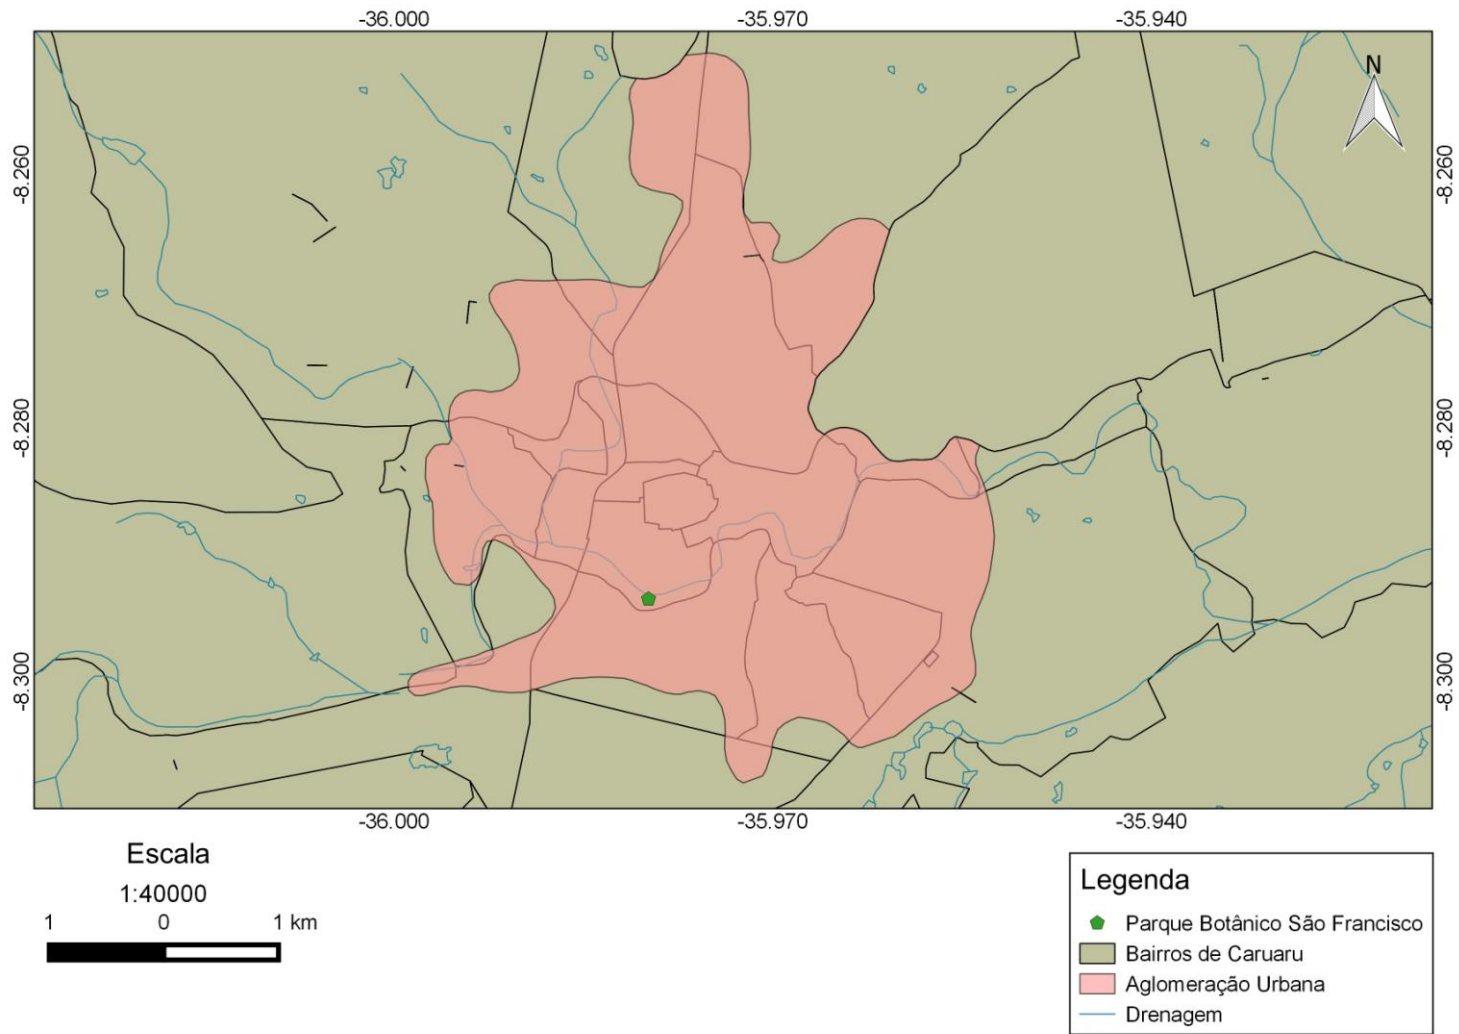 -36.000 -35.970 -35.940
N
-8.260 -8.260
-8.280 -8.280
-8.300 -8.300
-36.000 -35.970 -35.940
Escala
1:40000
1 0 1 km
Legenda
Parque Botânico São Francisco
Bairros de Caruaru
Aglomeração Urbana
Drenagem